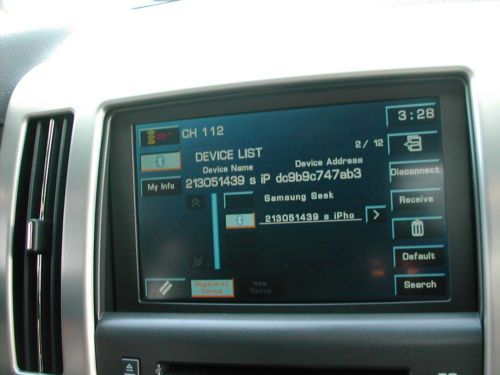 CH 112
3:28
2/ 12
DEVICE LIST
Device Name
Device Address
213051439 s iP dc9b9c747ab3
My Info
Disconnect
Samsung Seek
Receive
213051439 s iPho
>
Default
Registered
Device
New
Device
Search